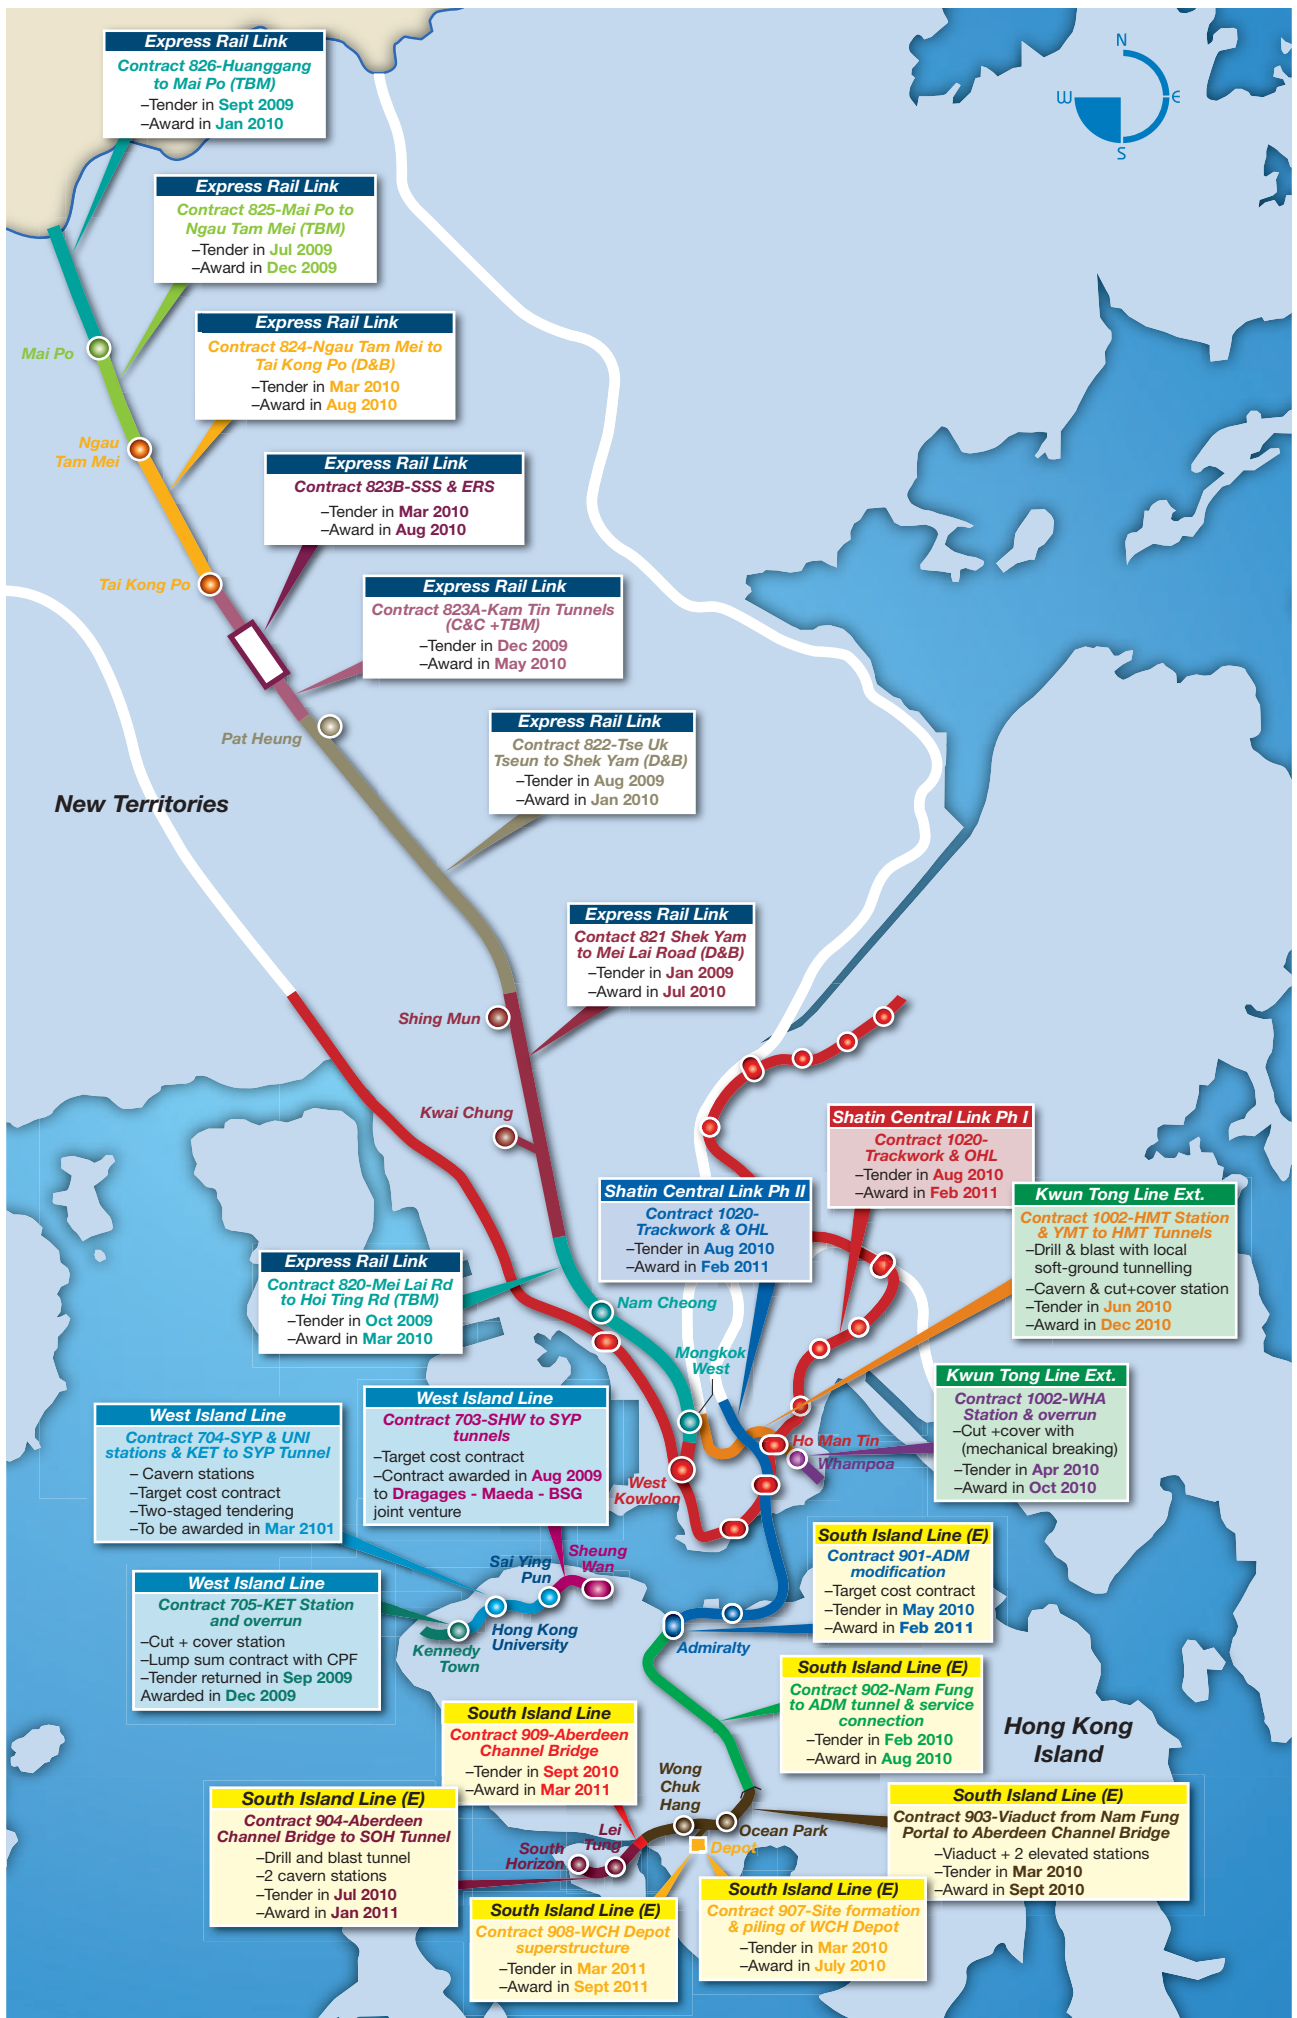 Express Rail Link
Contract 826-Huanggang
to Mai Po (TBM)
–Tender in Sept 2009
–Award in Jan 2010
N
W
E
S
Express Rail Link
Contract 825-Mai Po to
Ngau Tam Mei (TBM)
–Tender in Jul 2009
–Award in Dec 2009
Express Rail Link
Contract 824-Ngau Tam Mei to
Tai Kong Po (D&B)
–Tender in Mar 2010
–Award in Aug 2010
Mai Po
Ngau
Tam Mei
Express Rail Link
Contract 823B-SSS & ERS
–Tender in Mar 2010
–Award in Aug 2010
Tai Kong Po
Express Rail Link
Contract 823A-Kam Tin Tunnels
(C&C +TBM)
–Tender in Dec 2009
–Award in May 2010
Pat Heung
Express Rail Link
Contract 822-Tse Uk
Tseun to Shek Yam (D&B)
–Tender in Aug 2009
–Award in Jan 2010
New Territories
Express Rail Link
Contact 821 Shek Yam
to Mei Lai Road (D&B)
–Tender in Jan 2009
–Award in Jul 2010
Shing Mun
Kwai Chung
Shatin Central Link Ph I
Contract 1020-
Trackwork & OHL
–Tender in Aug 2010
–Award in Feb 2011
Shatin Central Link Ph II
Contract 1020-
Trackwork & OHL
–Tender in Aug 2010
–Award in Feb 2011
Kwun Tong Line Ext.
Contract 1002-HMT Station
& YMT to HMT Tunnels
–Drill & blast with local
soft-ground tunnelling
–Cavern & cut+cover station
–Tender in Jun 2010
–Award in Dec 2010
Express Rail Link
Contract 820-Mei Lai Rd
to Hoi Ting Rd (TBM)
–Tender in Oct 2009
–Award in Mar 2010
Nam Cheong
Mongkok
West
Kwun Tong Line Ext.
Contract 1002-WHA
Station & overrun
–Cut +cover with
(mechanical breaking)
–Tender in Apr 2010
–Award in Oct 2010
West Island Line
Contract 703-SHW to SYP
tunnels
–Target cost contract
–Contract awarded in Aug 2009
to Dragages - Maeda - BSG
joint venture
West Island Line
Contract 704-SYP & UNI
stations & KET to SYP Tunnel
– Cavern stations
–Target cost contract
–Two-staged tendering
–To be awarded in Mar 2101
Ho Man Tin
Whampoa
West
Kowloon
South Island Line (E)
Contract 901-ADM
modification
–Target cost contract
–Tender in May 2010
–Award in Feb 2011
Sai Ying
Pun
Sheung
Wan
West Island Line
Contract 705-KET Station
and overrun
–Cut + cover station
–Lump sum contract with CPF
–Tender returned in Sep 2009
Awarded in Dec 2009
Hong Kong
University
Kennedy
Town
Admiralty
South Island Line (E)
Contract 902-Nam Fung
to ADM tunnel & service
connection
–Tender in Feb 2010
–Award in Aug 2010
Hong Kong
Island
South Island Line
Contract 909-Aberdeen
Channel Bridge
–Tender in Sept 2010
–Award in Mar 2011
Wong
Chuk
Hang
South Island Line (E)
Contract 904-Aberdeen
Channel Bridge to SOH Tunnel
–Drill and blast tunnel
–2 cavern stations
–Tender in Jul 2010
–Award in Jan 2011
South Island Line (E)
Contract 903-Viaduct from Nam Fung
Portal to Aberdeen Channel Bridge
–Viaduct + 2 elevated stations
–Tender in Mar 2010
–Award in Sept 2010
Lei
Tung
South
Horizon
Ocean Park
Depot
South Island Line (E)
Contract 908-WCH Depot
superstructure
–Tender in Mar 2011
–Award in Sept 2011
South Island Line (E)
Contract 907-Site formation
& piling of WCH Depot
–Tender in Mar 2010
–Award in July 2010